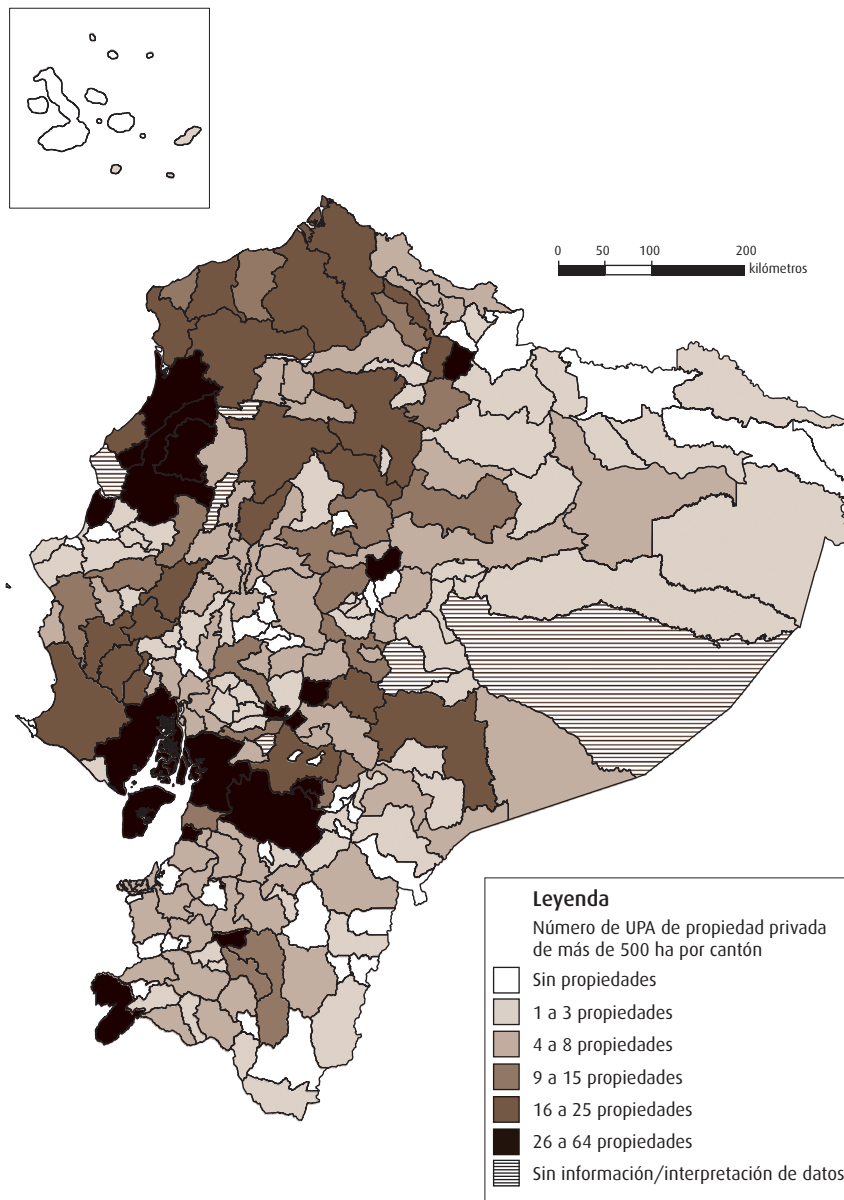 0 50 100 200
kilómetros
Leyenda
Número de UPA de propiedad privada
de más de 500 ha por cantón
Sin propiedades
1 a 3 propiedades
4 a 8 propiedades
9 a 15 propiedades
16 a 25 propiedades
26 a 64 propiedades
Sin información/interpretación de datos